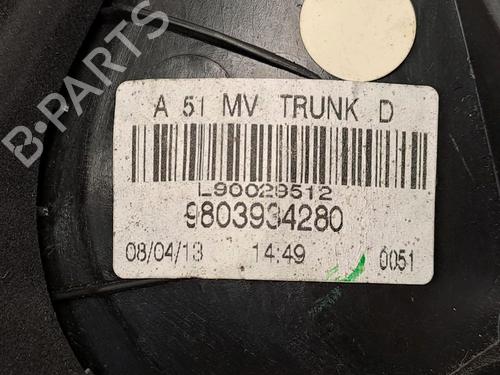 B-PARTS
A 51 MV TRUNK D
L90029512
9803934280
08/04/13 14:49 0051